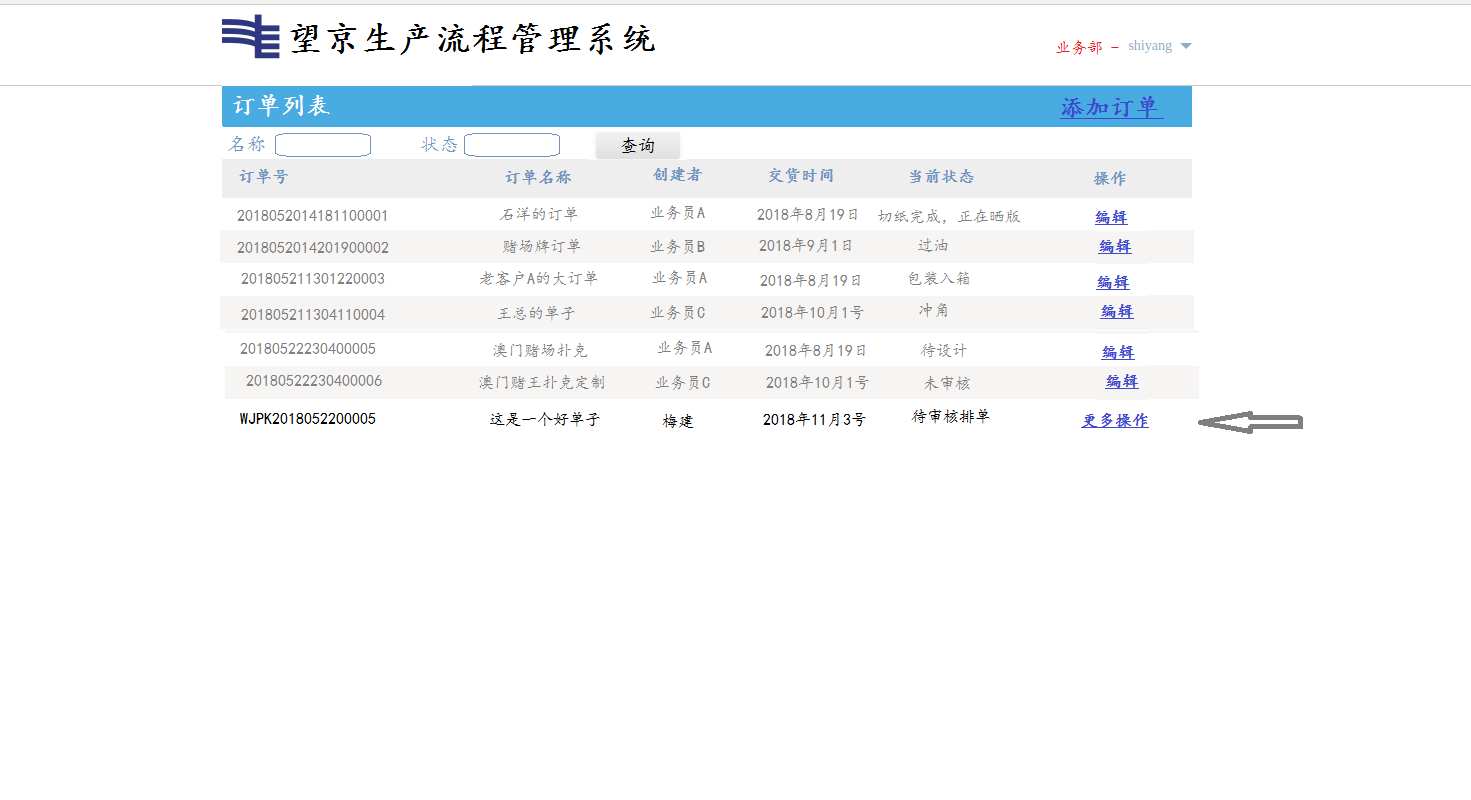 望京生产流程管理系统
业务部 – shiyang
订单列表 添加订单
名称 状态 查询
订单号 订单名称 创建者 交货时间 当前状态 操作
2018052014181100001 石洋的订单 业务员A 2018年8月19日 切纸完成，正在晒版 编辑
2018052014201900002 赌场牌订单 业务员B 2018年9月1日 过油 编辑
201805211301220003 老客户A的大订单 业务员A 2018年8月19日 包装入箱 编辑
201805211304110004 王总的单子 业务员C 2018年10月1号 冲角 编辑
20180522230400005 澳门赌场扑克 业务员A 2018年8月19日 待设计 编辑
20180522230400006 澳门赌王扑克定制 业务员C 2018年10月1号 未审核 编辑
WJPK2018052200005 这是一个好单子 梅建 2018年11月3号 待审核排单 更多操作